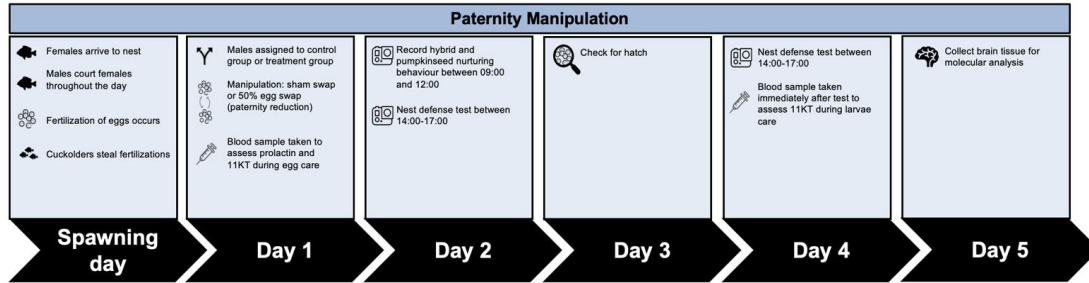 Paternity Manipulation
Females arrive to nest
Males court females
throughout the day
Fertilization of eggs occurs
Cuckolders steal fertilizations
Males assigned to control
group or treatment group
Manipulation: sham swap
or 50% egg swap
(paternity reduction)
Blood sample taken to
assess prolactin and
11KT during egg care
Record hybrid and
pumpkinseed nurturing
behaviour between 09:00
and 12:00
Nest defense test between
14:00-17:00
Check for hatch
Nest defense test between
14:00-17:00
Blood sample taken
immediately after test to
assess 11KT during larvae
care
Collect brain tissue for
molecular analysis
Spawning
day
Day 1
Day 2
Day 3
Day 4
Day 5